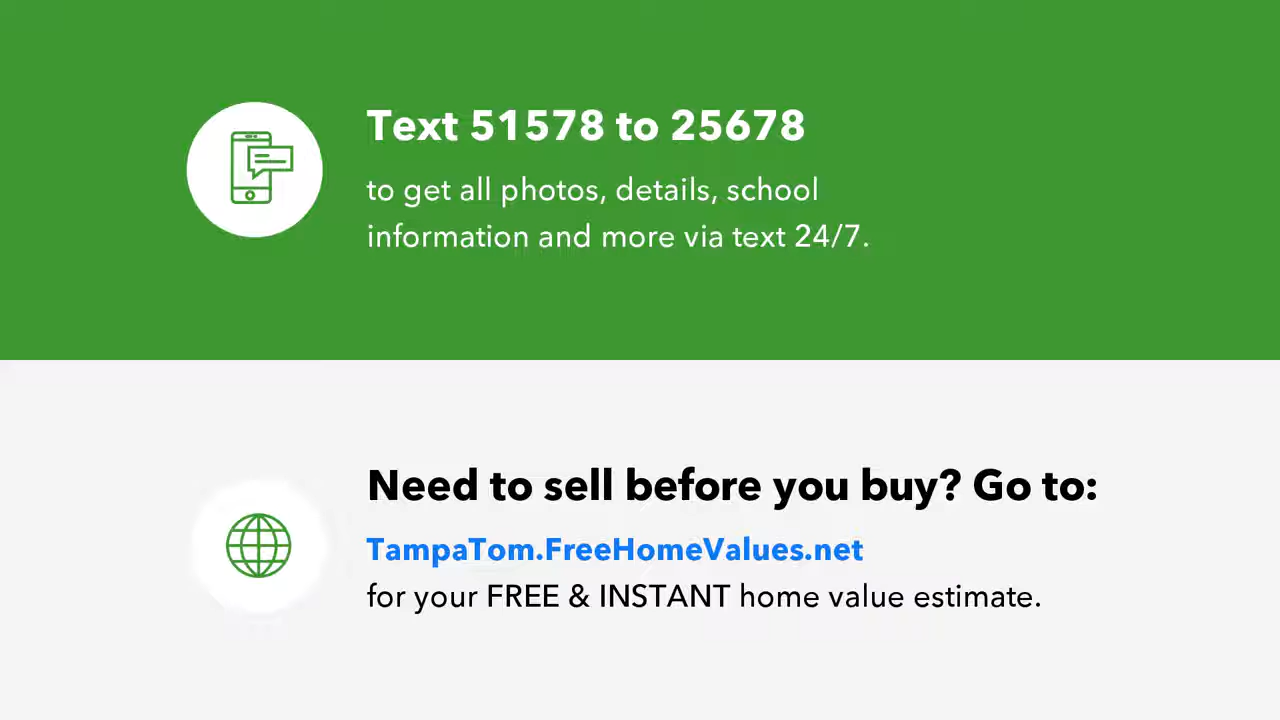 Text 51578 to 25678
to get all photos, details, school
information and more via text 24/7.
Need to sell before you buy? Go to:
TampaTom.FreeHomeValues.net
for your FREE & INSTANT home value estimate.